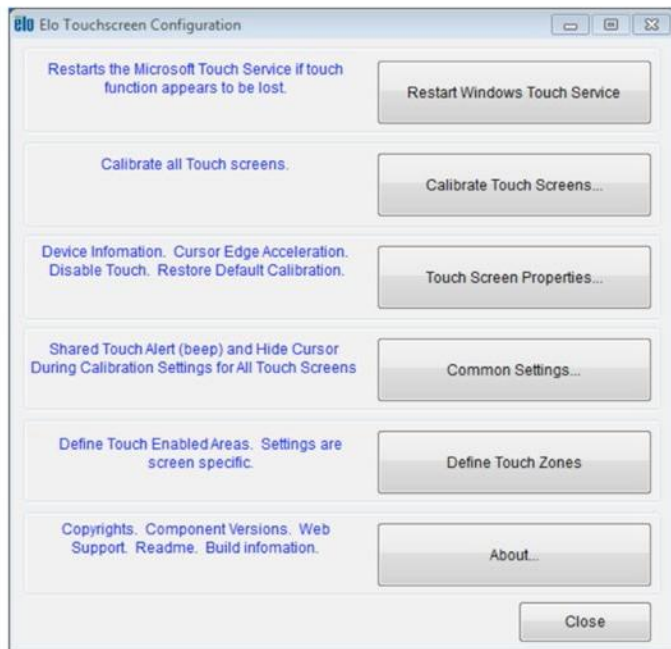 elo Elo Touchscreen Configuration
Restarts the Microsoft Touch Service if touch
function appears to be lost.
Restart Windows Touch Service
Calibrate all Touch screens.
Calibrate Touch Screens...
Device Infomation. Cursor Edge Acceleration.
Disable Touch. Restore Default Calibration.
Touch Screen Properties...
Shared Touch Alert (beep) and Hide Cursor
During Calibration Settings for All Touch Screens
Common Settings...
Define Touch Enabled Areas. Settings are
screen specific.
Define Touch Zones
Copyrights. Component Versions. Web
Support. Readme. Build infomation.
About...
Close